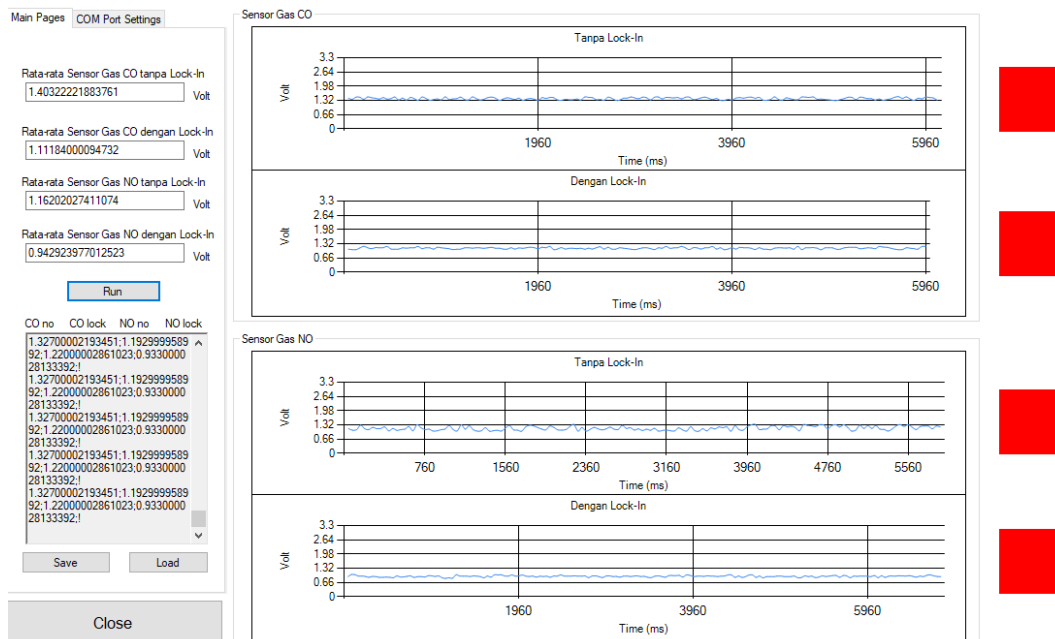 Main Pages
COM Port Settings
Rata-rata Sensor Gas CO tanpa Lock-In
1.40322221883761
Volt
Rata-rata Sensor Gas CO dengan Lock-In
1.11184000094732
Volt
Rata-rata Sensor Gas NO tanpa Lock-In
1.16202027411074
Volt
Rata-rata Sensor Gas NO dengan Lock-In
0.942923977012523
Volt
Run
CO no CO lock NO no NO lock
1.32700002193451;1.1929999589
92;1.22000002861023;0.9330000
28133392;!
1.32700002193451;1.1929999589
92;1.22000002861023;0.9330000
28133392;!
1.32700002193451;1.1929999589
92;1.22000002861023;0.9330000
28133392;!
1.32700002193451;1.1929999589
92;1.22000002861023;0.9330000
28133392;!
1.32700002193451;1.1929999589
92;1.22000002861023;0.9330000
28133392;!
Save
Load
Close
Sensor Gas CO
Tanpa Lock-In
3.3
2.64
1.98
1.32
0.66
0
Volt
1960 3960 5960
Time (ms)
Dengan Lock-In
3.3
2.64
1.98
1.32
0.66
0
Volt
1960 3960 5960
Time (ms)
Sensor Gas NO
Tanpa Lock-In
3.3
2.64
1.98
1.32
0.66
0
Volt
760 1560 2360 3160 3960 4760 5560
Time (ms)
Dengan Lock-In
3.3
2.64
1.98
1.32
0.66
0
Volt
1960 3960 5960
Time (ms)